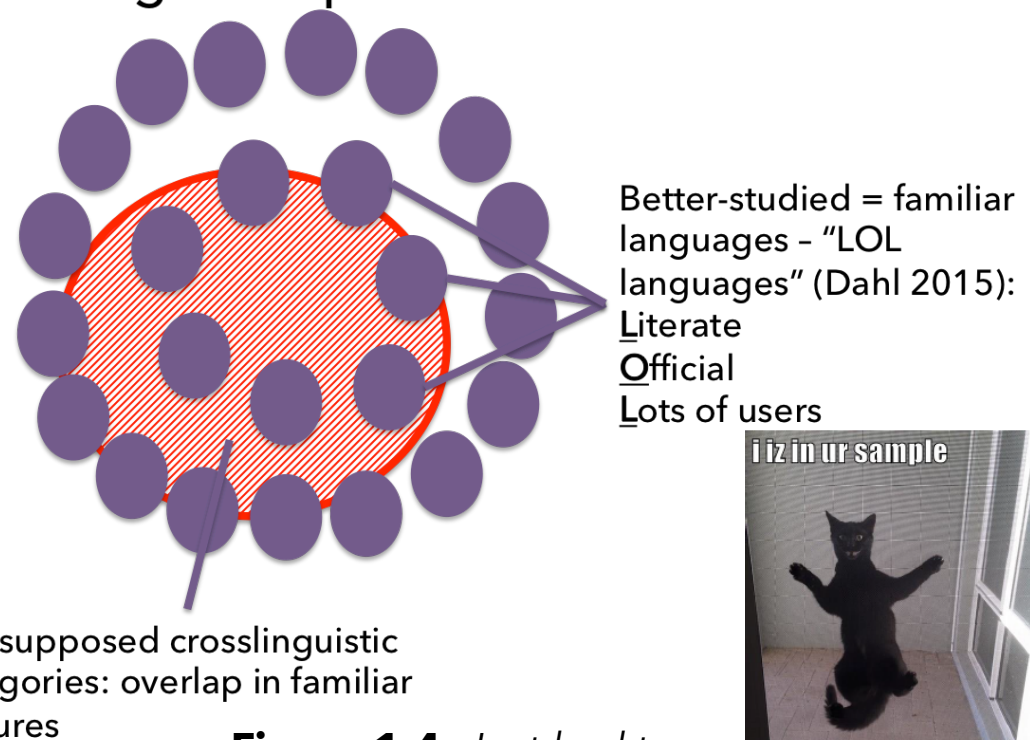 Better-studied = familiar
languages – “LOL
languages” (Dahl 2015):
Literate
Official
Lots of users
i iz in ur sample
supposed crosslinguistic
gories: overlap in familiar
ures